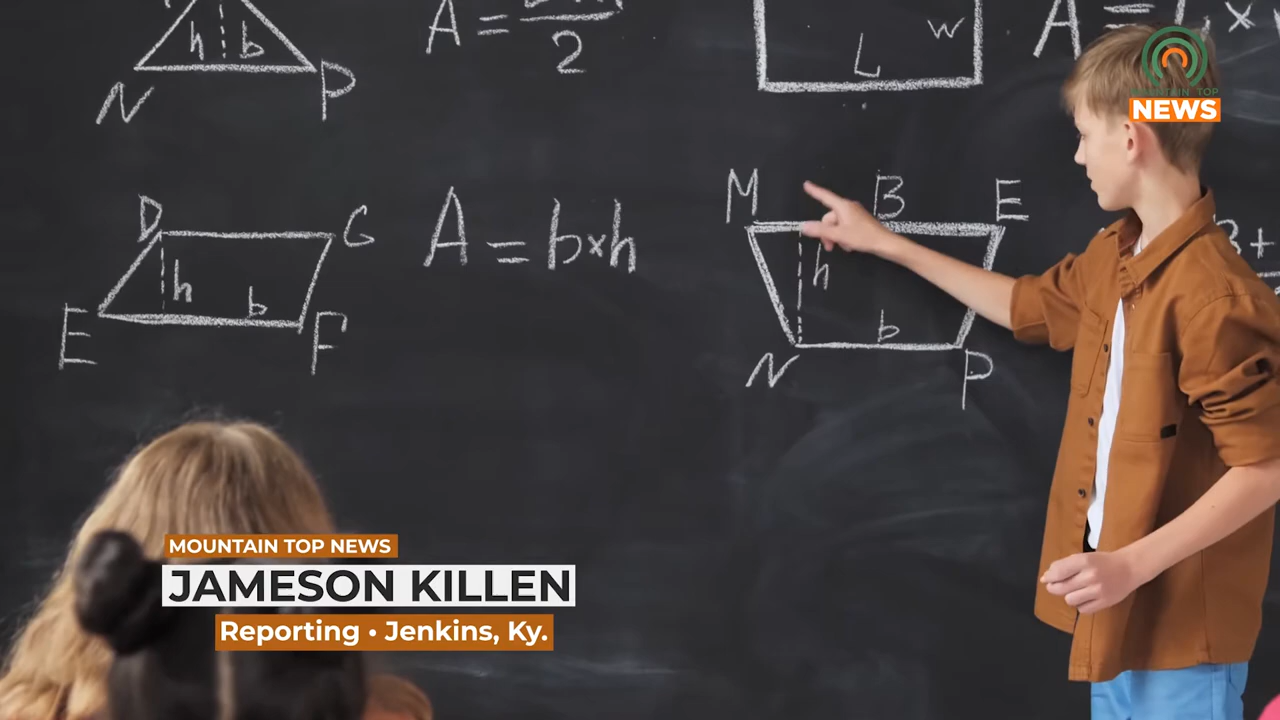 h b
N P
A = 2
L w
A = L x
MOUNTAIN TOP
NEWS
D G
h b
E F
A = b x h
M B E
h
b
N P
B +
MOUNTAIN TOP NEWS
JAMESON KILLEN
Reporting • Jenkins, Ky.